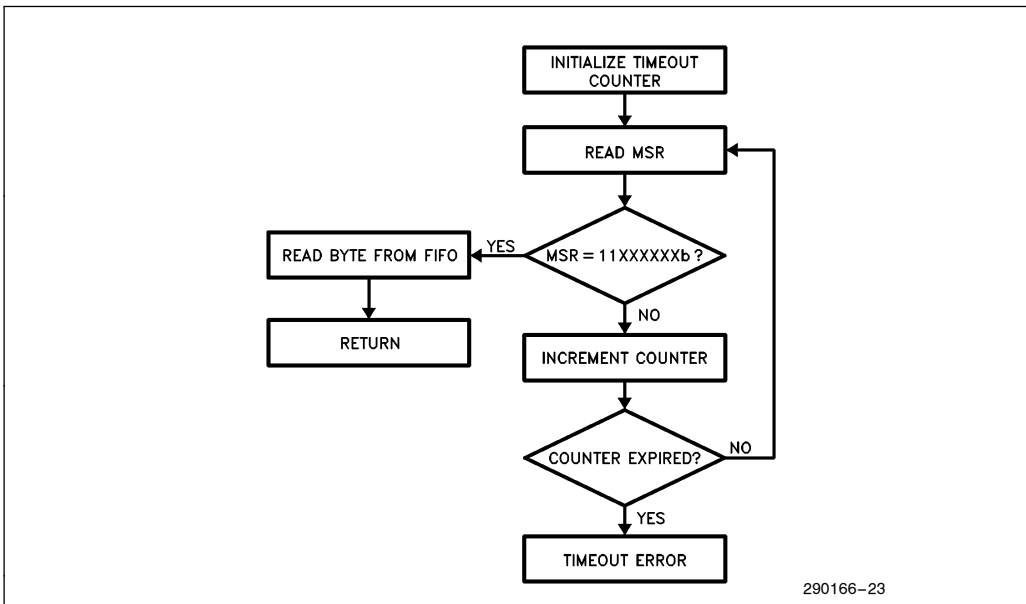 INITIALIZE TIMEOUT
COUNTER
READ MSR
MSR = 11XXXXXXb ?
YES
READ BYTE FROM FIFO
RETURN
NO
INCREMENT COUNTER
COUNTER EXPIRED?
NO
YES
TIMEOUT ERROR
290166–23